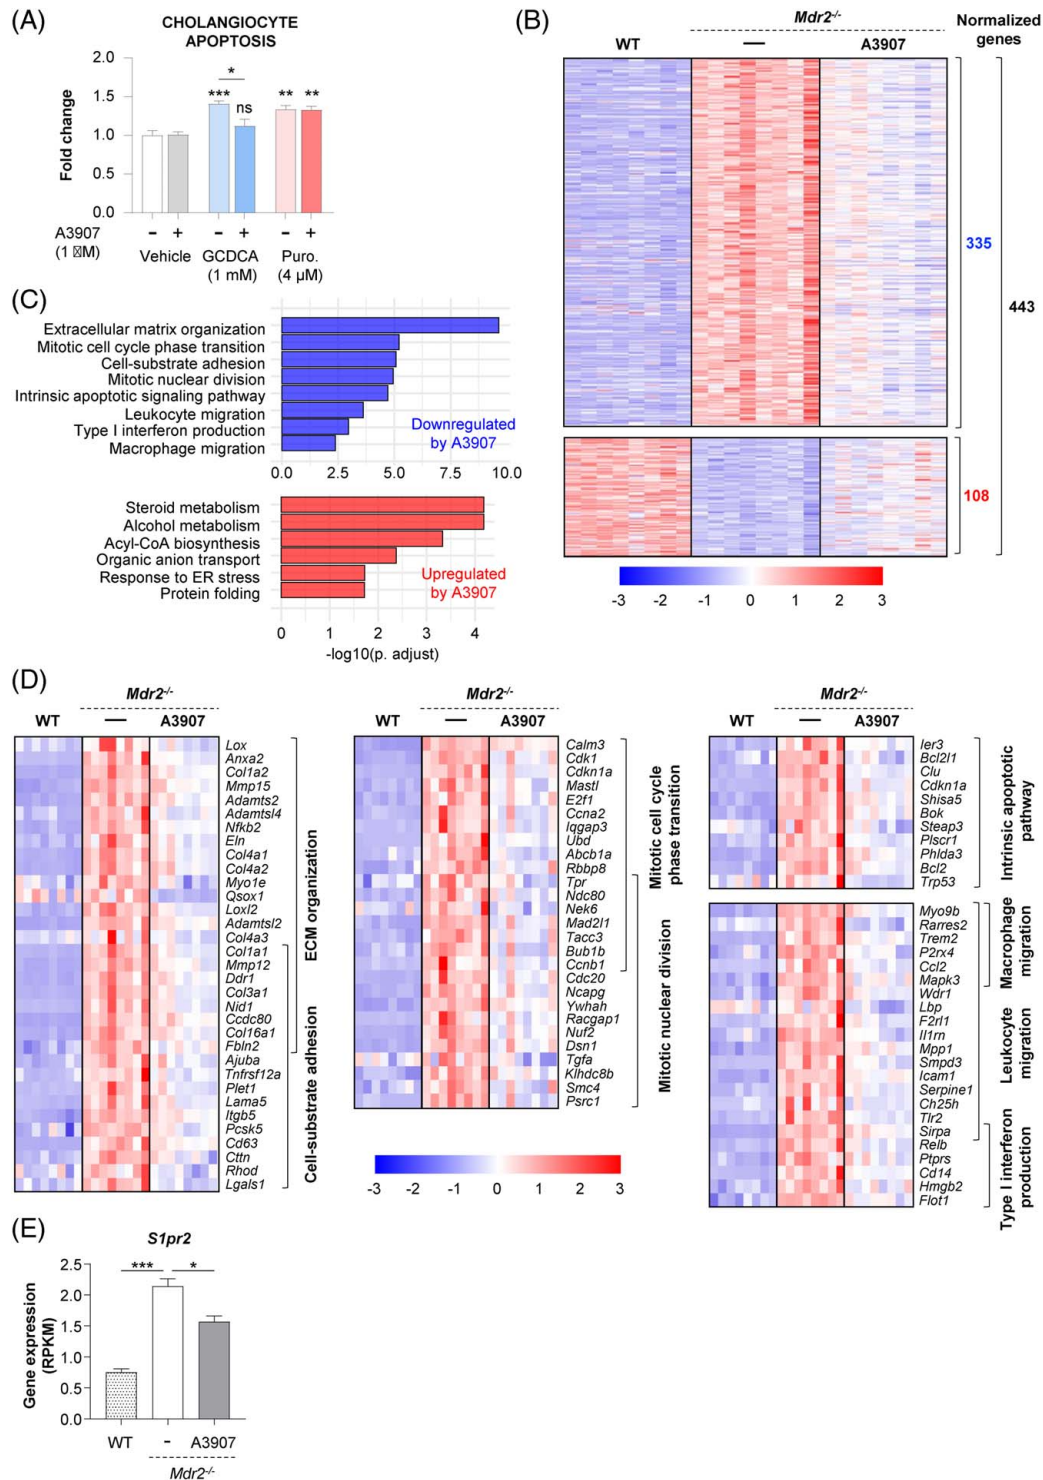 (A)
CHOLANGIOCYTE
APOPTOSIS
Fold change
2.0
1.5
1.0
0.5
0.0
*
***
ns
**
**
A3907
(1 M)
-
+
-
+
-
+
Vehicle
GCDCA
(1 mM)
Puro.
(4 µM)
(B)
Mdr2-/-
WT
—
A3907
Normalized
genes
335
443
108
-3 -2 -1 0 1 2 3
(C)
Extracellular matrix organization
Mitotic cell cycle phase transition
Cell-substrate adhesion
Mitotic nuclear division
Intrinsic apoptotic signaling pathway
Leukocyte migration
Type I interferon production
Macrophage migration
Downregulated
by A3907
0.0 2.5 5.0 7.5 10.0
Steroid metabolism
Alcohol metabolism
Acyl-CoA biosynthesis
Organic anion transport
Response to ER stress
Protein folding
Upregulated
by A3907
0 1 2 3 4
-log10(p. adjust)
(D)
Mdr2-/-
WT
—
A3907
Lox
Anxa2
Col1a2
Mmp15
Adamts2
Adamtsl4
Nfkb2
Eln
Col4a1
Col4a2
Myo1e
Qsox1
Loxl2
Adamtsl2
Col4a3
Col1a1
Mmp12
Ddr1
Col3a1
Nid1
Ccdc80
Col16a1
Fbln2
Ajuba
Tnfrsf12a
Plet1
Lama5
Itgb5
Pcsk5
Cd63
Cttn
Rhod
Lgals1
ECM organization
Cell-substrate adhesion
Mdr2-/-
WT
—
A3907
Calm3
Cdk1
Cdkn1a
Mastl
E2f1
Ccna2
Iqgap3
Ubd
Abcb1a
Rbbp8
Tpr
Ndc80
Nek6
Mad2l1
Tacc3
Bub1b
Ccnb1
Cdc20
Ncapg
Ywhah
Racgap1
Nuf2
Dsn1
Tgfa
Klhdc8b
Smc4
Psrc1
Mitotic cell cycle
phase transition
Mitotic nuclear division
-3 -2 -1 0 1 2 3
Mdr2-/-
WT
—
A3907
Ier3
Bcl2l1
Clu
Cdkn1a
Shisa5
Bok
Steap3
Plscr1
Phlda3
Bcl2
Trp53
Intrinsic apoptotic
pathway
Myo9b
Rarres2
Trem2
P2rx4
Ccl2
Mapk3
Wdr1
Lbp
F2rl1
Il1rn
Mpp1
Smpd3
Icam1
Serpine1
Ch25h
Tlr2
Sirpa
Relb
Ptprs
Cd14
Hmgb2
Flot1
Macrophage
migration
Leukocyte
migration
Type I interferon
production
(E)
S1pr2
Gene expression
(RPKM)
2.5
2.0
1.5
1.0
0.5
0.0
***
*
WT
-
A3907
Mdr2-/-